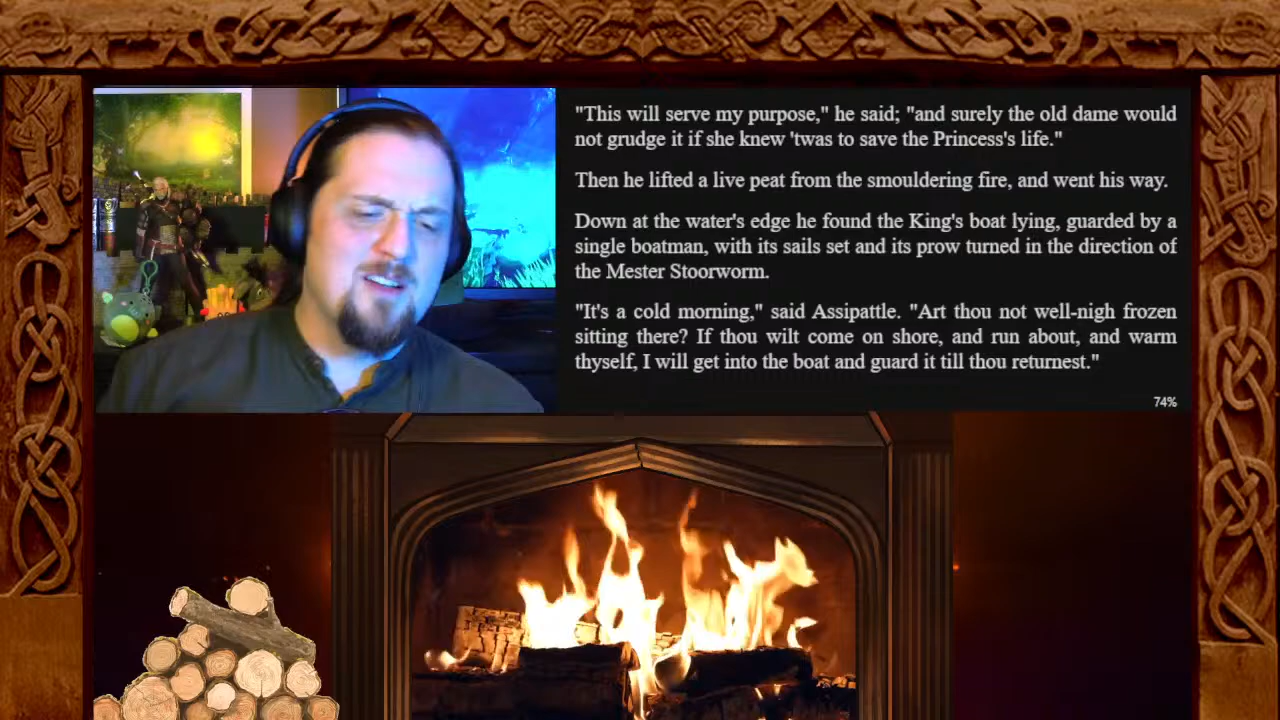 "This will serve my purpose," he said; "and surely the old dame would
not grudge it if she knew 'twas to save the Princess's life."
Then he lifted a live peat from the smouldering fire, and went his way.
Down at the water's edge he found the King's boat lying, guarded by a
single boatman, with its sails set and its prow turned in the direction of
the Mester Stoorworm.
"It's a cold morning," said Assipattle. "Art thou not well-nigh frozen
sitting there? If thou wilt come on shore, and run about, and warm
thyself, I will get into the boat and guard it till thou returnest."
74%